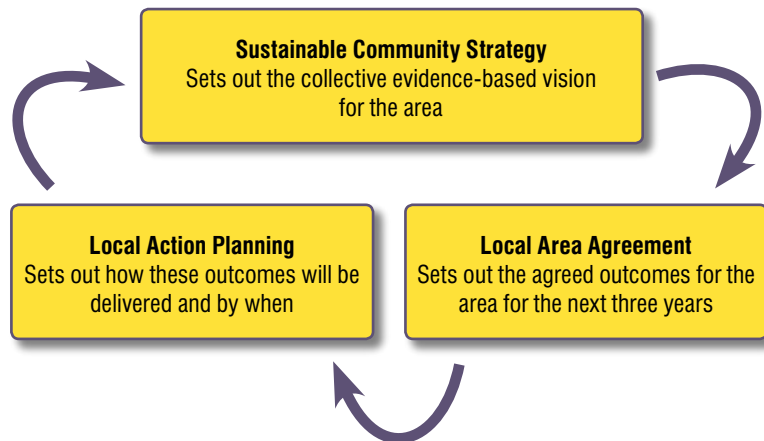 Sustainable Community Strategy
Sets out the collective evidence-based vision
for the area
Local Action Planning
Sets out how these outcomes will be
delivered and by when
Local Area Agreement
Sets out the agreed outcomes for the
area for the next three years